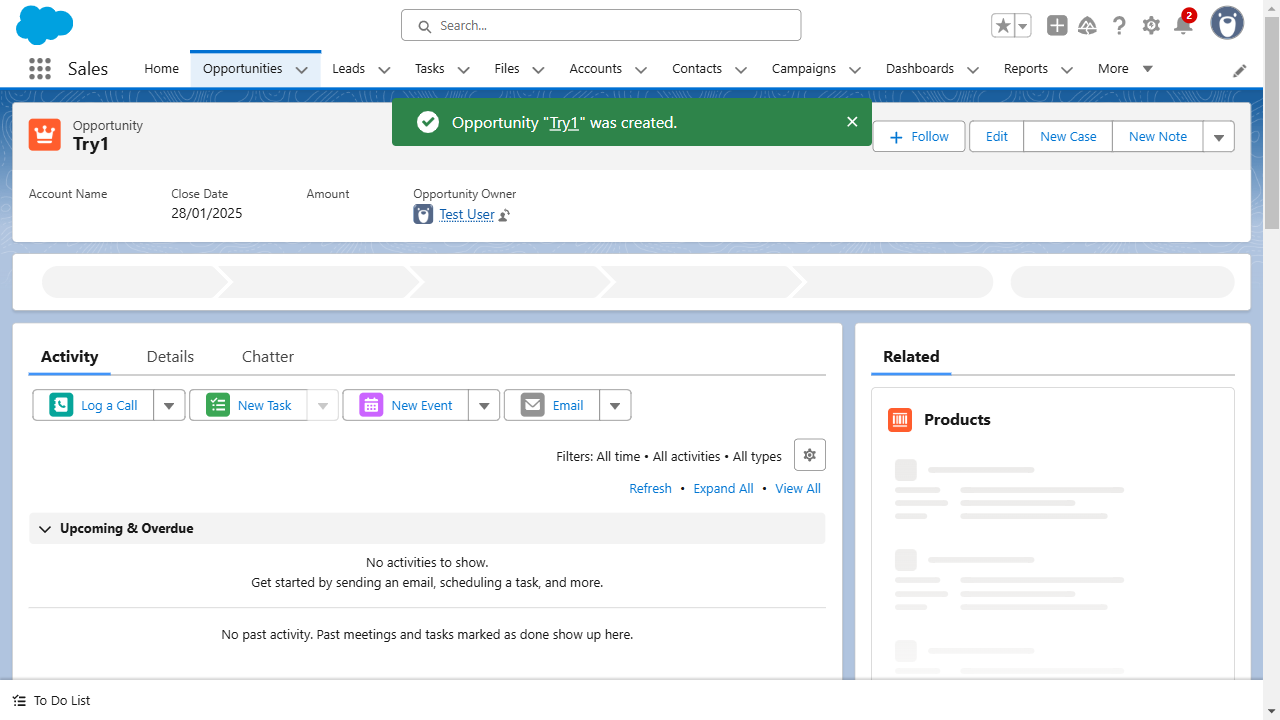 Search...
2
Sales
Home
Opportunities
Leads
Tasks
Files
Accounts
Contacts
Campaigns
Dashboards
Reports
More
Opportunity
Try1
Opportunity "Try1" was created.
Follow
Edit
New Case
New Note
Account Name
Close Date
28/01/2025
Amount
Opportunity Owner
Test User
Activity
Details
Chatter
Log a Call
New Task
New Event
Email
Filters: All time • All activities • All types
Refresh • Expand All • View All
Upcoming & Overdue
No activities to show.
Get started by sending an email, scheduling a task, and more.
No past activity. Past meetings and tasks marked as done show up here.
Related
Products
To Do List